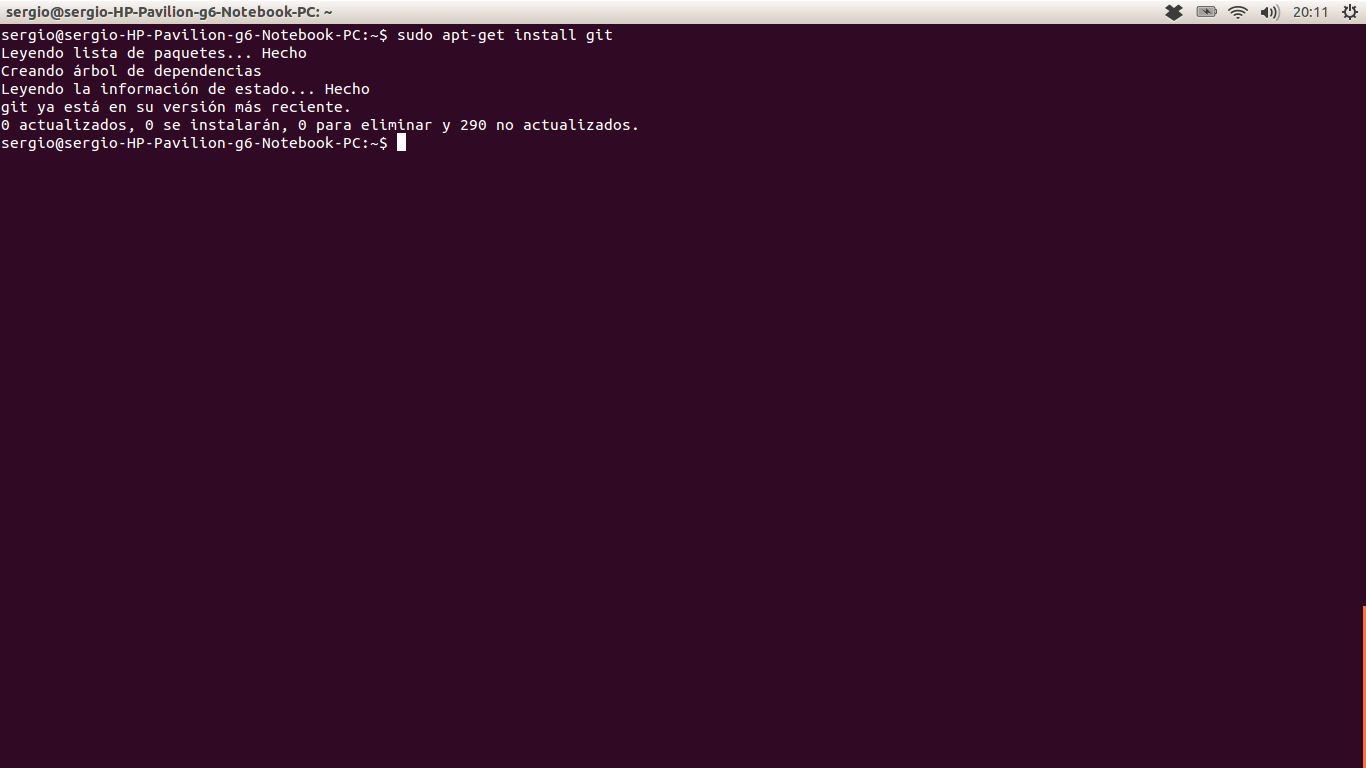 sergio@sergio-HP-Pavilion-g6-Notebook-PC: ~
20:11
sergio@sergio-HP-Pavilion-g6-Notebook-PC:~$ sudo apt-get install git
Leyendo lista de paquetes... Hecho
Creando árbol de dependencias
Leyendo la información de estado... Hecho
git ya está en su versión más reciente.
0 actualizados, 0 se instalarán, 0 para eliminar y 290 no actualizados.
sergio@sergio-HP-Pavilion-g6-Notebook-PC:~$